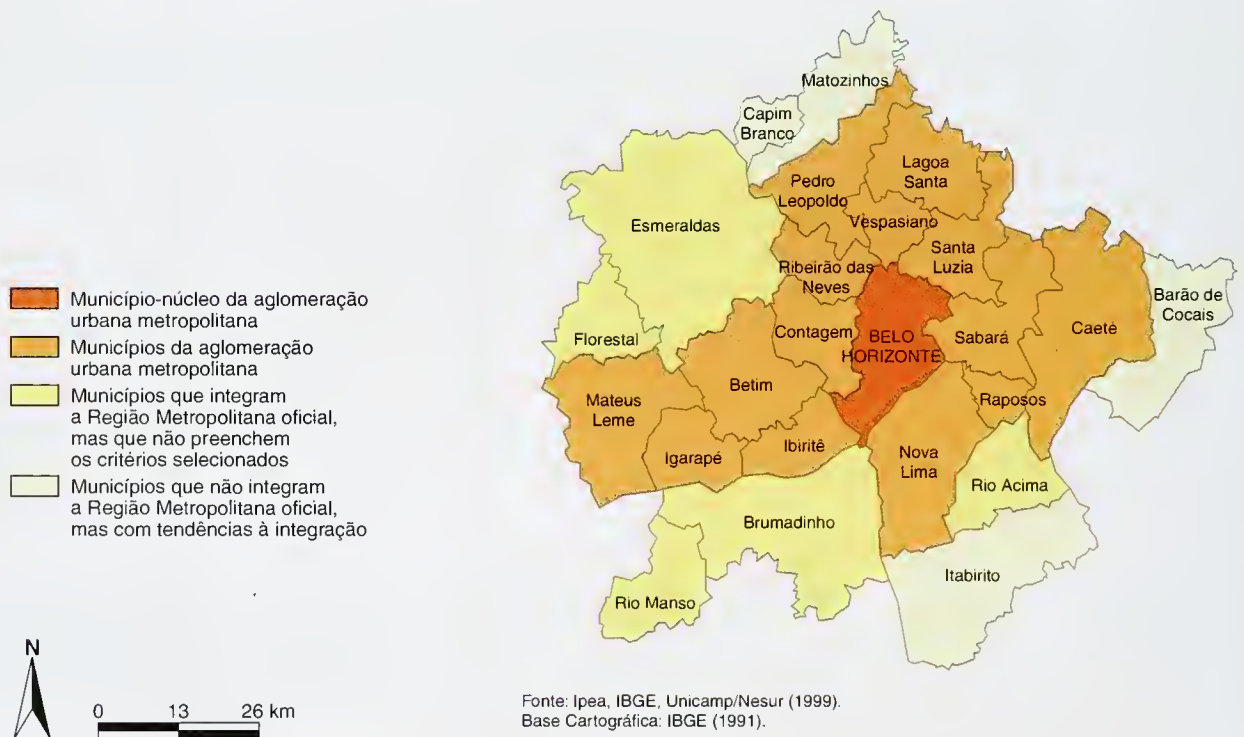 Matozinhos
Capim
Branco
Lagoa
Santa
Pedro
Leopoldo
Esmeraldas
Vespasiano
Santa
Luzia
Ribeirão das
Neves
Município-núcleo da aglomeração
urbana metropolitana
Municípios da aglomeração
urbana metropolitana
Municípios que integram
a Região Metropolitana oficial,
mas que não preenchem
os critérios selecionados
Municípios que não integram
a Região Metropolitana oficial,
mas com tendências à integração
Barão de
Cocais
Florestal
Contagem
BELO
HORIZONTE
Sabará
Caeté
Mateus
Leme
Betim
Raposos
Igarapé
Ibiritê
Nova
Lima
Rio Acima
Brumadinho
Itabirito
Rio Manso
N
0 13 26 km
Fonte: Ipea, IBGE, Unicamp/Nesur (1999).
Base Cartográfica: IBGE (1991).